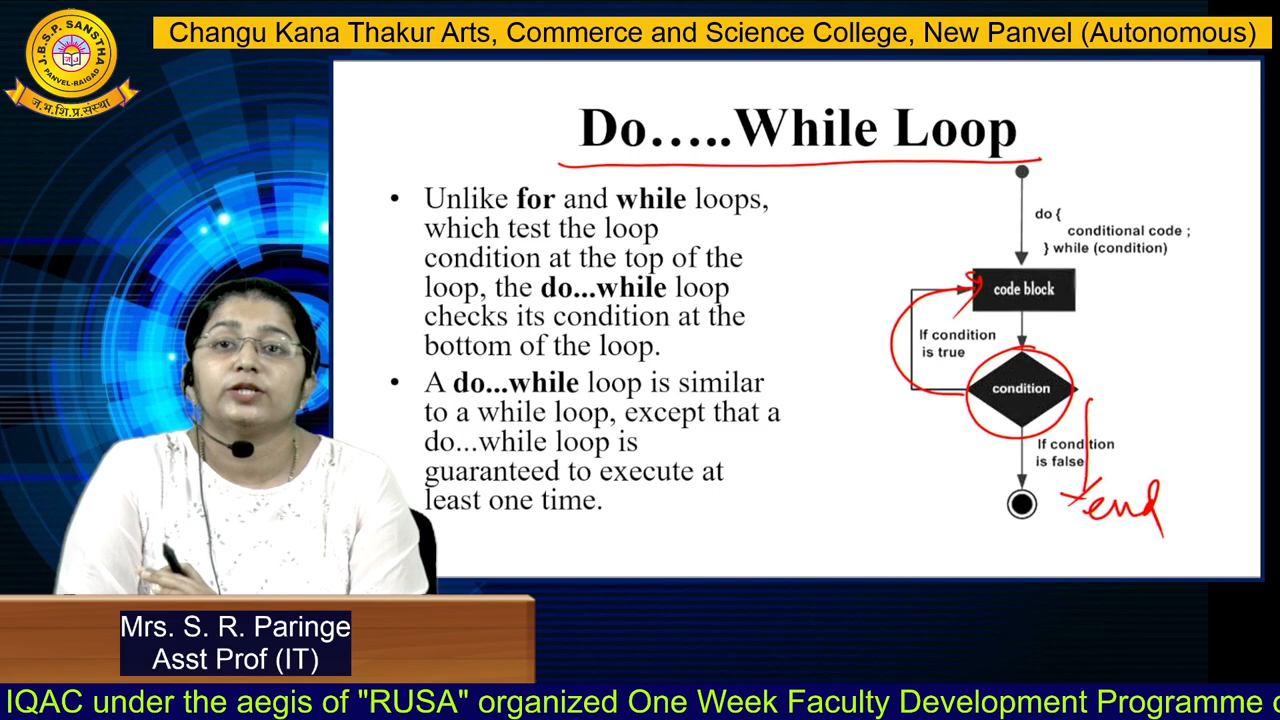 J.B.S.P. SANSTHA
PANVEL-RAIGAD
ज.भ.शि.प्र.संस्था
Changu Kana Thakur Arts, Commerce and Science College, New Panvel (Autonomous)
Do.....While Loop
• Unlike for and while loops,
which test the loop
condition at the top of the
loop, the do...while loop
checks its condition at the
bottom of the loop.
• A do...while loop is similar
to a while loop, except that a
do...while loop is
guaranteed to execute at
least one time.
do {
conditional code ;
} while (condition)
code block
If condition
is true
condition
If condition
is false
end
Mrs. S. R. Paringe
Asst Prof (IT)
IQAC under the aegis of "RUSA" organized One Week Faculty Development Programme